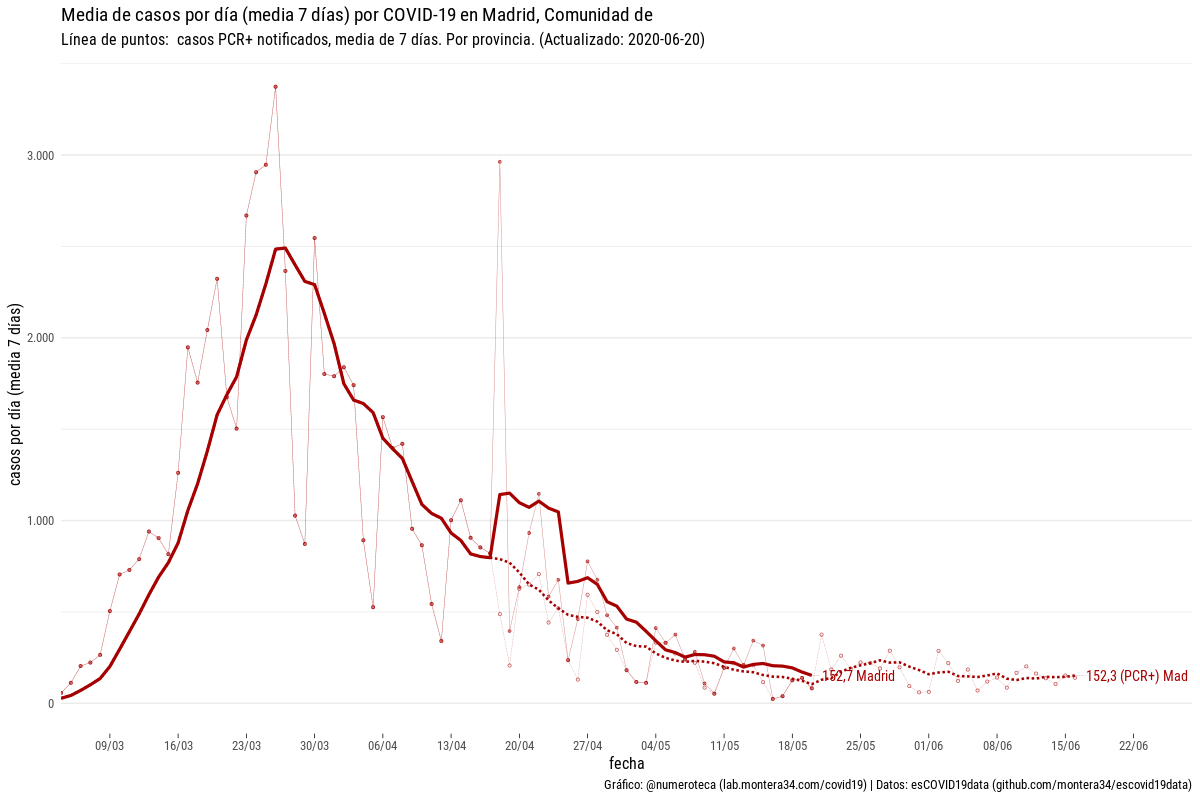 Media de casos por día (media 7 días) por COVID-19 en Madrid, Comunidad de
Línea de puntos:  casos PCR+ notificados, media de 7 días. Por provincia. (Actualizado: 2020-06-20)
casos por día (media 7 días)
3.000
2.000
1.000
0
152,7 Madrid
152,3 (PCR+) Mad
09/03
16/03
23/03
30/03
06/04
13/04
20/04
27/04
04/05
11/05
18/05
25/05
01/06
08/06
15/06
22/06
fecha
Gráfico: @numeroteca (lab.montera34.com/covid19) | Datos: esCOVID19data (github.com/montera34/escovid19data)